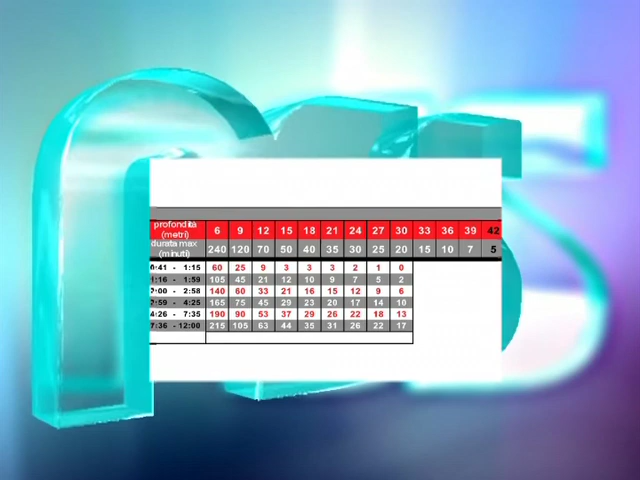 profondità 6 9 12 15 18 21 24 27 30 33 36 39 42
(metri)
durata max 240 120 70 50 40 35 30 25 20 15 10 7 5
(minuti)
0:41 - 1:15 60 25 9 3 3 3 2 1 0
1:16 - 1:59 105 45 21 12 10 9 7 5 2
2:00 - 2:58 140 60 33 21 16 15 12 9 6
2:59 - 4:25 165 75 45 29 23 20 17 14 10
4:26 - 7:35 190 90 53 37 29 26 22 18 13
7:36 - 12:00 215 105 63 44 35 31 26 22 17